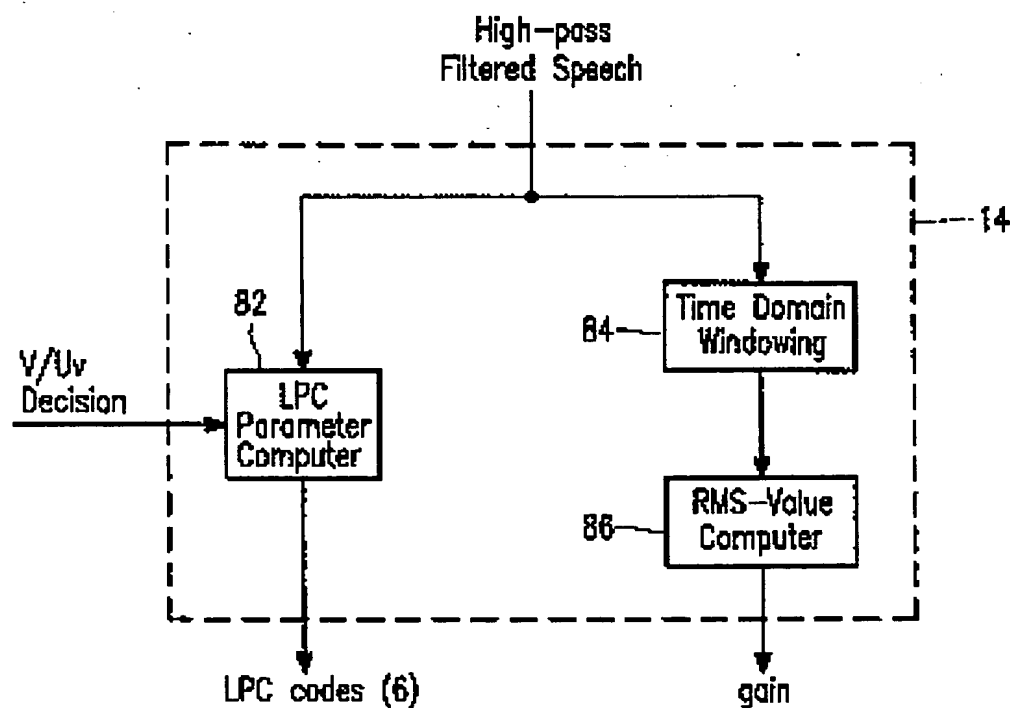 High-pass
Filtered Speech
14
82
84
Time Domain
Windowing
V/Uv
Decision
LPC
Parameter
Computer
86
RMS-Value
Computer
LPC codes (6)
gain